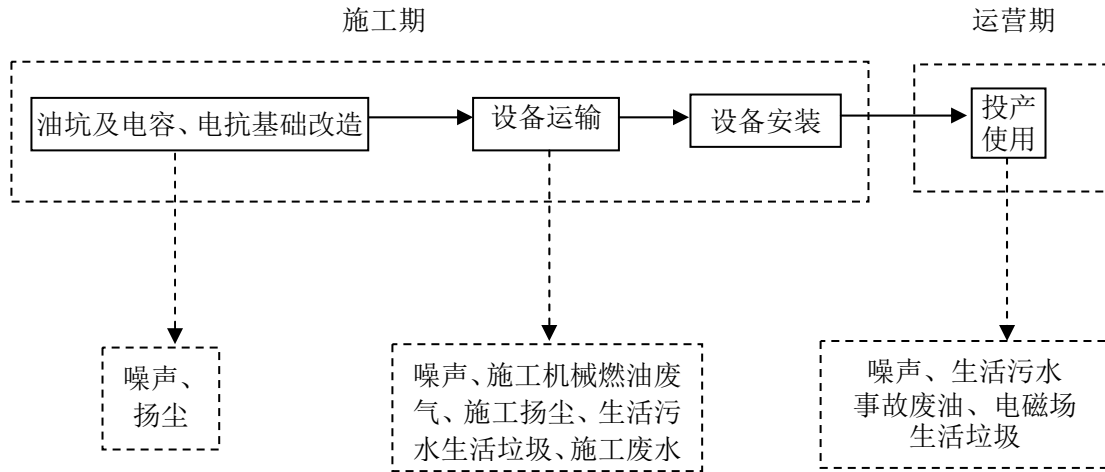 施工期
运营期
油坑及电容、电抗基础改造
设备运输
设备安装
投产
使用
噪声、
扬尘
噪声、施工机械燃油废
气、施工扬尘、生活污
水生活垃圾、施工废水
噪声、生活污水
事故废油、电磁场
生活垃圾